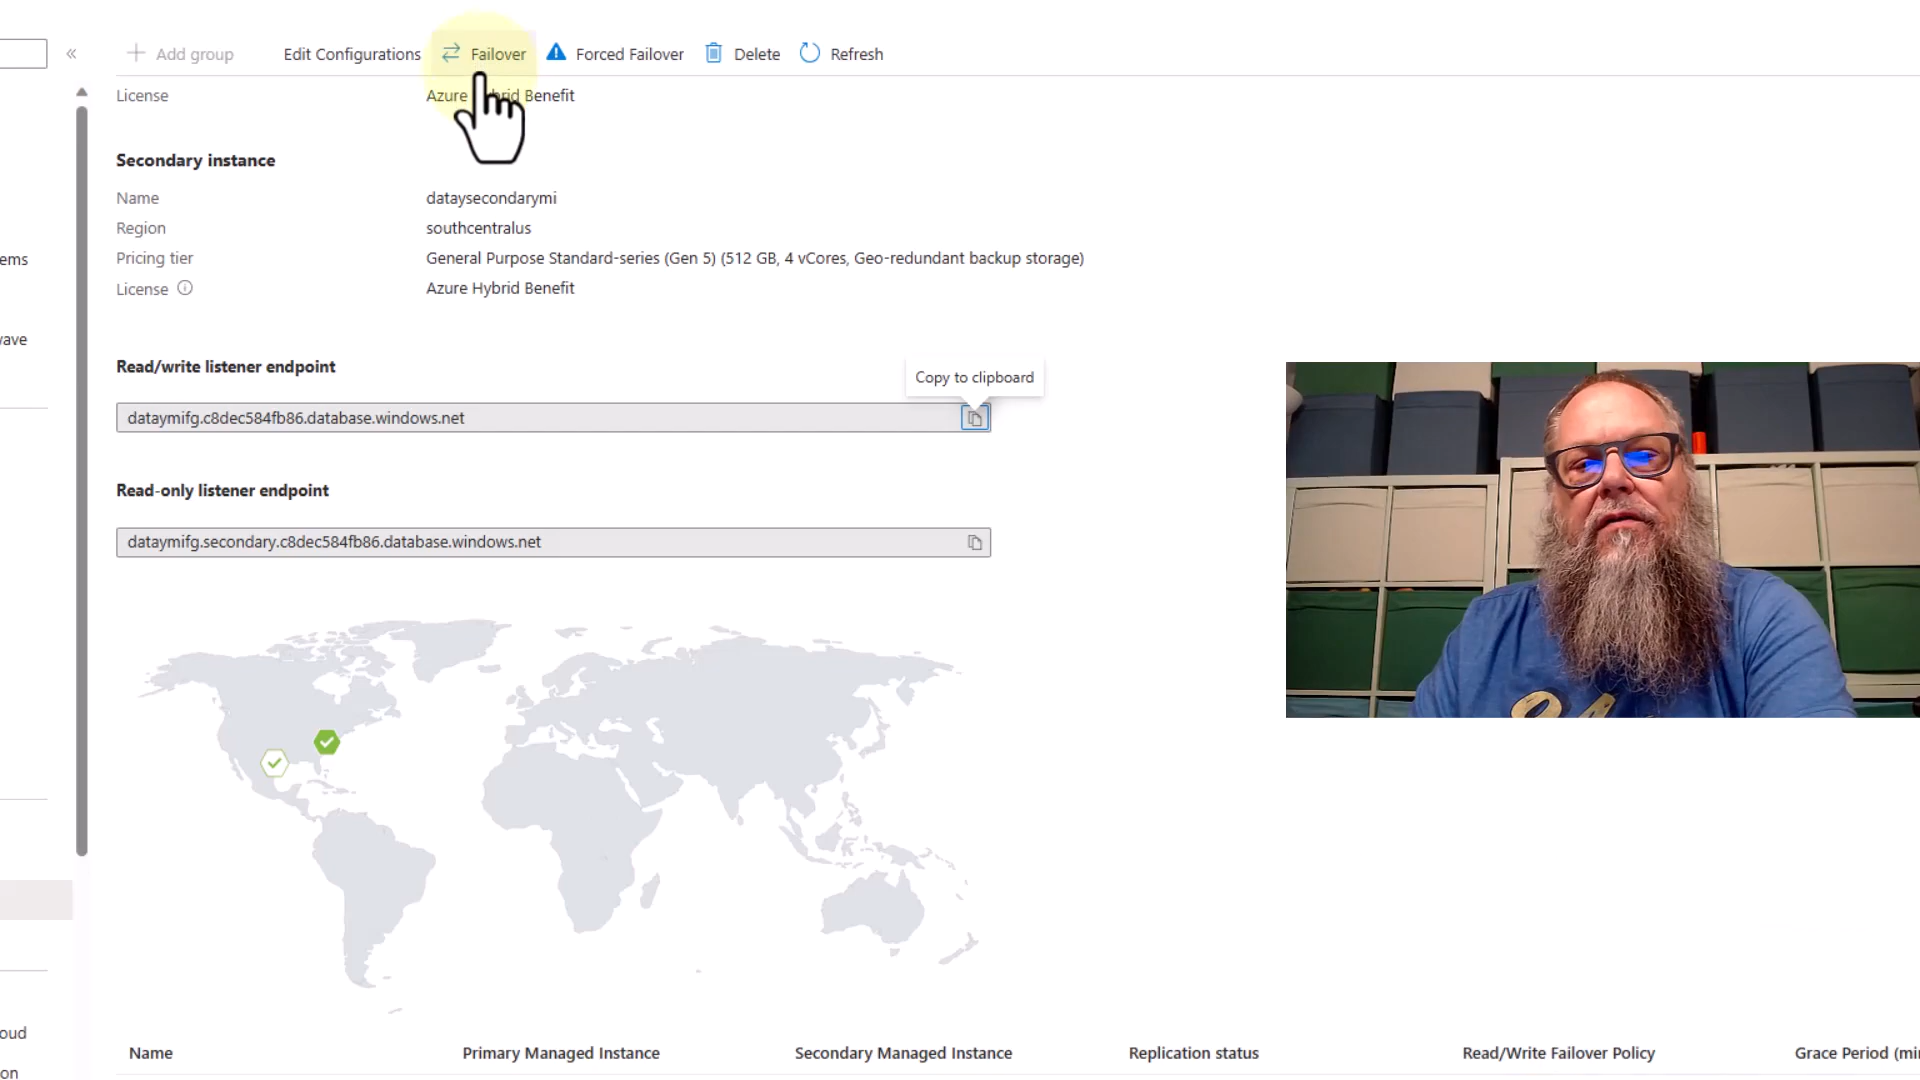 Add group Edit Configurations Failover Forced Failover Delete Refresh
License Azure Hybrid Benefit
Secondary instance
Name dataysecondarymi
Region southcentralus
ems
Pricing tier General Purpose Standard-series (Gen 5) (512 GB, 4 vCores, Geo-redundant backup storage)
License Azure Hybrid Benefit
ave
Read/write listener endpoint
Copy to clipboard
dataymifg.c8dec584fb86.database.windows.net
Read-only listener endpoint
dataymifg.secondary.c8dec584fb86.database.windows.net
oud
Name Primary Managed Instance Secondary Managed Instance Replication status Read/Write Failover Policy Grace Period (mi
on